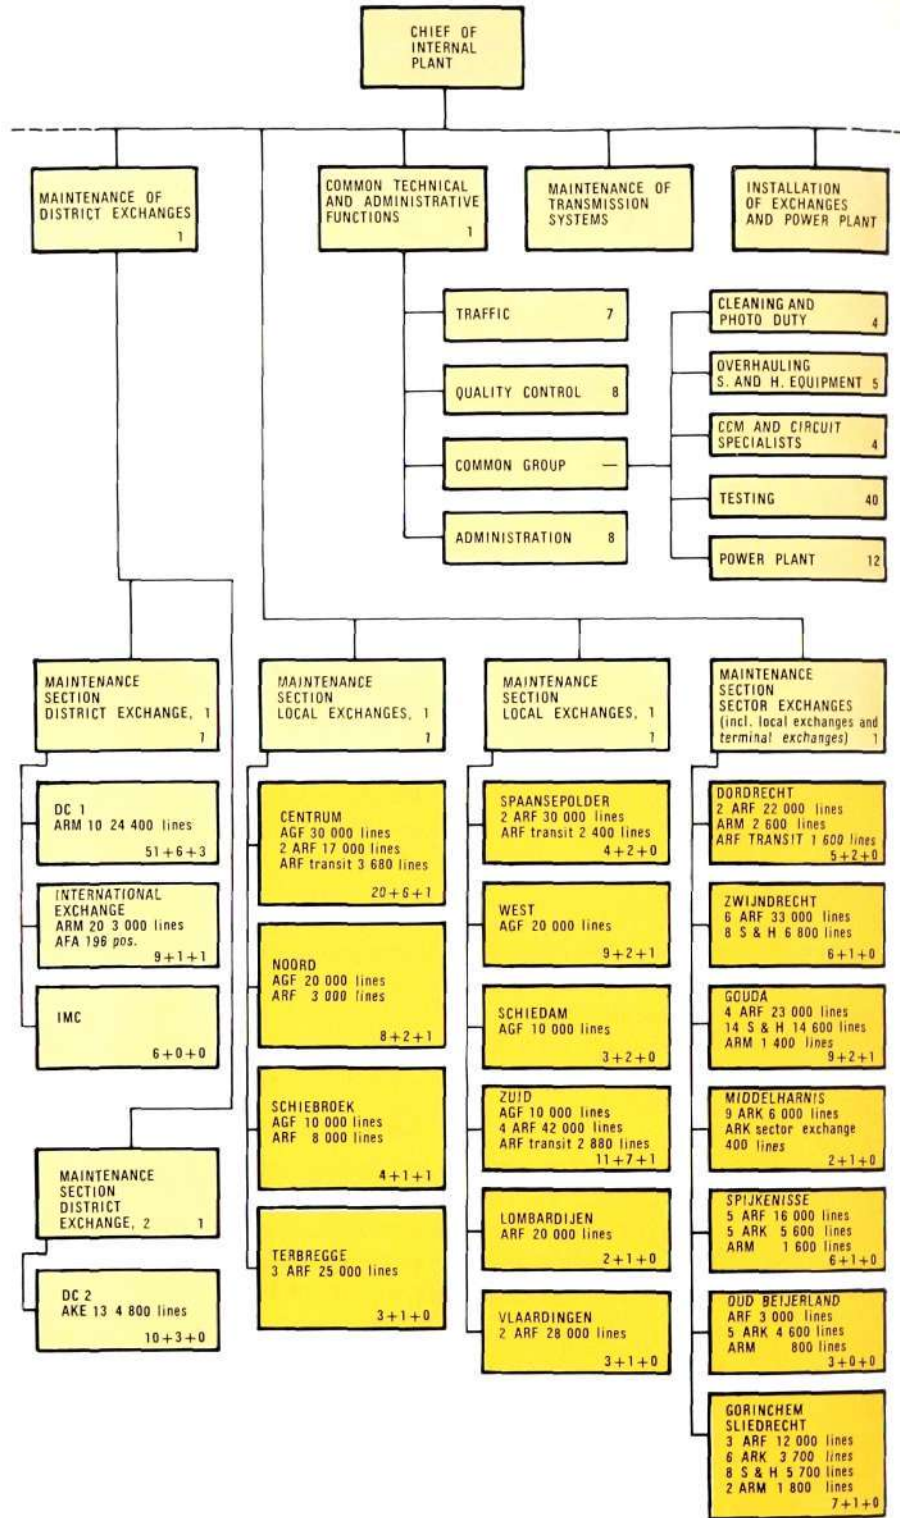 CHIEF OF
INTERNAL
PLANT
MAINTENANCE OF
DISTRICT EXCHANGES
1
COMMON TECHNICAL
AND ADMINISTRATIVE
FUNCTIONS
1
MAINTENANCE OF
TRANSMISSION
SYSTEMS
INSTALLATION
OF EXCHANGES
AND POWER PLANT
TRAFFIC 7
QUALITY CONTROL 8
COMMON GROUP —
ADMINISTRATION 8
CLEANING AND
PHOTO DUTY 4
OVERHAULING
S. AND H. EQUIPMENT 5
CCM AND CIRCUIT
SPECIALISTS 4
TESTING 40
POWER PLANT 12
MAINTENANCE
SECTION
DISTRICT EXCHANGE, 1
1
DC 1
ARM 10 24 400 lines
51+6+3
INTERNATIONAL
EXCHANGE
ARM 20 3 000 lines
AFA 196 pos.
9+1+1
IMC
6+0+0
MAINTENANCE
SECTION
DISTRICT
EXCHANGE, 2 1
DC 2
AKE 13 4 800 lines
10+3+0
MAINTENANCE
SECTION
LOCAL EXCHANGES, 1
1
CENTRUM
AGF 30 000 lines
2 ARF 17 000 lines
ARF transit 3 680 lines
20+6+1
NOORD
AGF 20 000 lines
ARF 3 000 lines
8+2+1
SCHIEBROEK
AGF 10 000 lines
ARF 8 000 lines
4+1+1
TERBREGGE
3 ARF 25 000 lines
3+1+0
MAINTENANCE
SECTION
LOCAL EXCHANGES, 1
1
SPAANSEPOLDER
2 ARF 30 000 lines
ARF transit 2 400 lines
4+2+0
WEST
AGF 20 000 lines
9+2+1
SCHIEDAM
AGF 10 000 lines
3+2+0
ZUID
AGF 10 000 lines
4 ARF 42 000 lines
ARF transit 2 880 lines
11+7+1
LOMBARDIJEN
ARF 20 000 lines
2+1+0
VLAARDINGEN
2 ARF 28 000 lines
3+1+0
MAINTENANCE
SECTION
SECTOR EXCHANGES
(incl. local exchanges and
terminal exchanges) 1
DORDRECHT
2 ARF 22 000 lines
ARM 2 600 lines
ARF TRANSIT 1 600 lines
5+2+0
ZWIJNDRECHT
6 ARF 33 000 lines
8 S & H 6 800 lines
6+1+0
GOUDA
4 ARF 23 000 lines
14 S & H 14 600 lines
ARM 1 400 lines
9+2+1
MIDDELHARNIS
9 ARK 6 000 lines
ARK sector exchange
400 lines
2+1+0
SPIJKENISSE
5 ARF 16 000 lines
5 ARK 5 600 lines
ARM 1 600 lines
6+1+0
OUD BEIJERLAND
ARF 3 000 lines
5 ARK 4 600 lines
ARM 800 lines
3+0+0
GORINCHEM
SLIEDRECHT
3 ARF 12 000 lines
6 ARK 3 700 lines
8 S & H 5 700 lines
2 ARM 1 800 lines
7+1+0